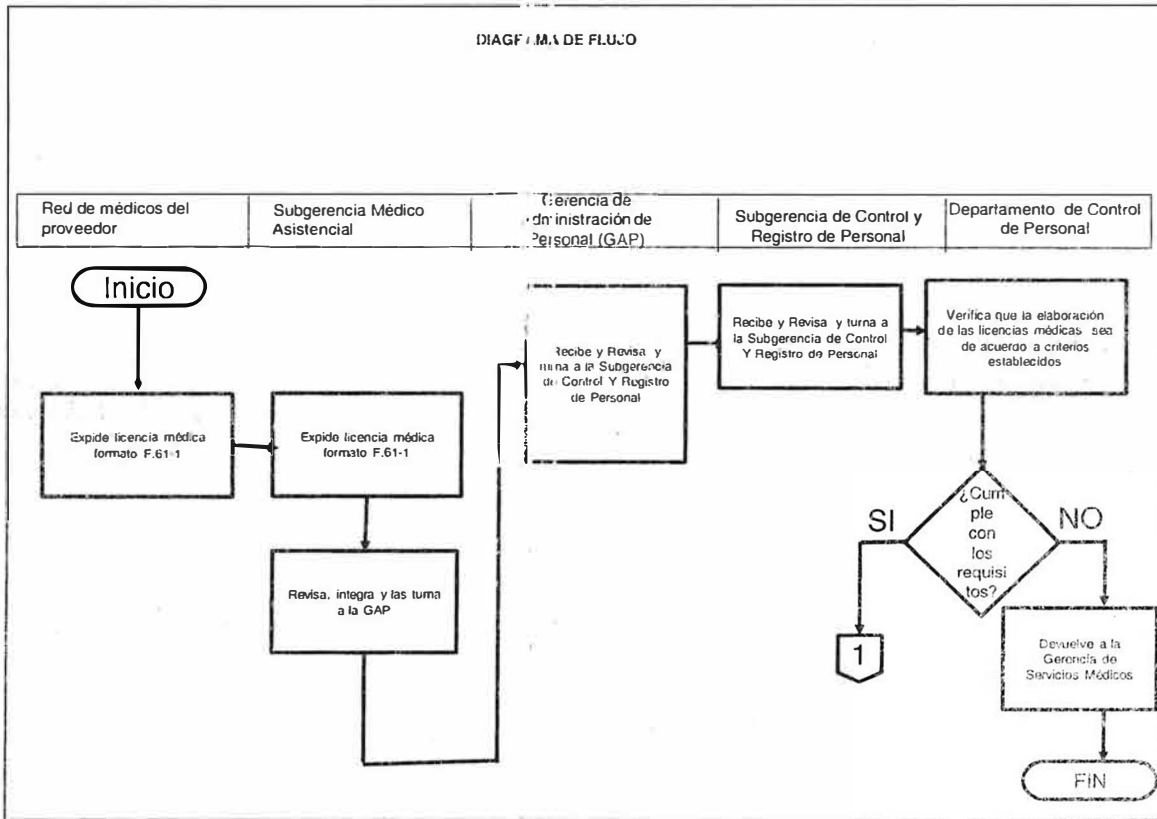 DIAGRAMA DE FLUJO
Red de médicos del
proveedor
Subgerencia Médico
Asistencial
Gerencia de
Administración de
Personal (GAP)
Subgerencia de Control y
Registro de Personal
Departamento de Control
de Personal
Inicio
Expide licencia médica
formato F.61-1
Expide licencia médica
formato F.61-1
Revisa, integra y las turna
a la GAP
Recibe y Revisa y
turna a la Subgerencia
de Control Y Registro
de Personal
Recibe y Revisa y turna a
la Subgerencia de Control
Y Registro de Personal
Verifica que la elaboración
de las licencias médicas sea
de acuerdo a criterios
establecidos
¿Cum
ple
con
los
requisi
tos?
SI
NO
1
Devuelve a la
Gerencia de
Servicios Médicos
FIN